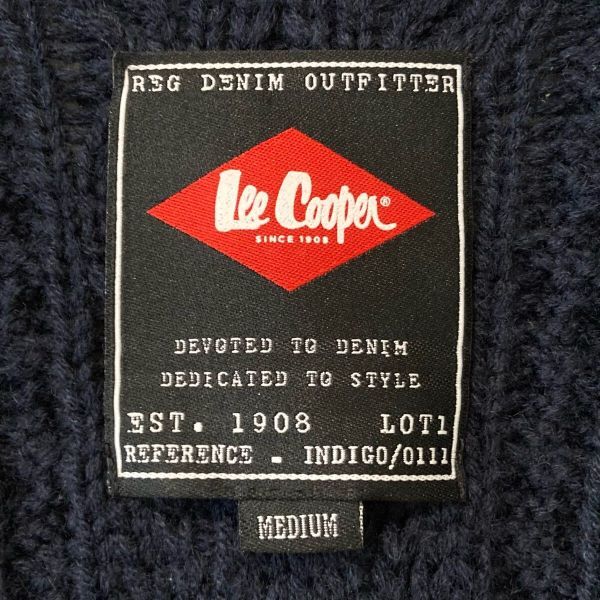 REG DENIM OUTFITTER
Lee Cooper®
SINCE 1908
DEVOTED TO DENIM
DEDICATED TO STYLE
EST. 1908 LOT1
REFERENCE - INDIGO/0111
MEDIUM